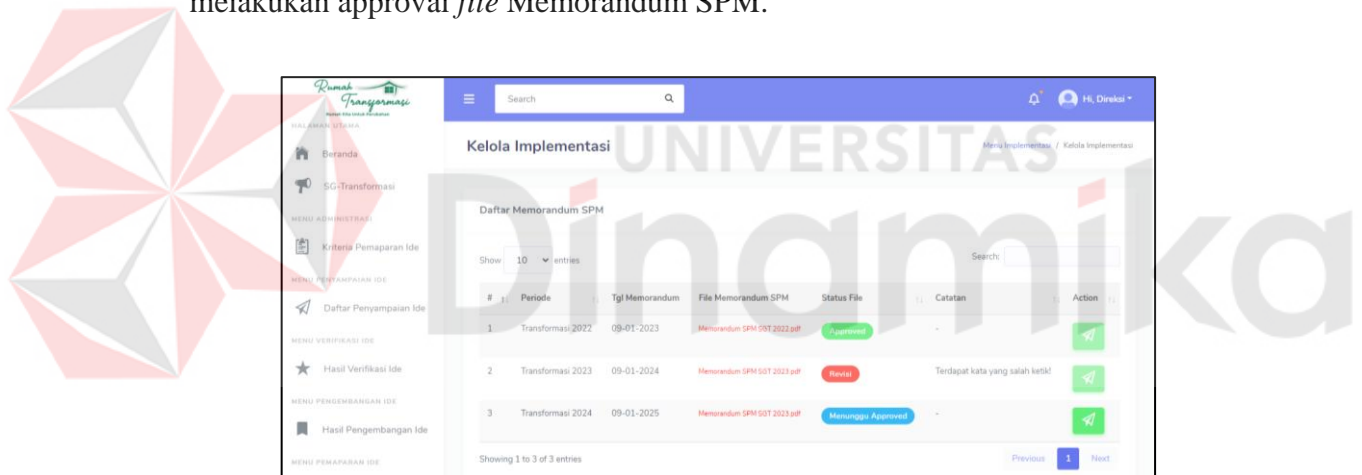 melakukan approval file Memorandum SPM.
Rumah Transformasi
Search
Hi, Direksi
HALAMAN UTAMA
Beranda
SG-Transformasi
MENU ADMINISTRASI
Kriteria Pemaparan Ide
MENU PENYAMPAIAN IDE
Daftar Penyampaian Ide
MENU VERIFIKASI IDE
Hasil Verifikasi Ide
MENU PENGEMBANGAN IDE
Hasil Pengembangan Ide
MENU PEMAPARAN IDE
Kelola Implementasi
Menu Implementasi / Kelola Implementasi
UNIVERSITAS
Dinamika
Daftar Memorandum SPM
Show 10 entries
Search:
# Periode Tgl Memorandum File Memorandum SPM Status File Catatan Action
1 Transformasi 2022 09-01-2023 Memorandum SPM SGT 2022.pdf Approved -
2 Transformasi 2023 09-01-2024 Memorandum SPM SGT 2023.pdf Revisi Terdapat kata yang salah ketik!
3 Transformasi 2024 09-01-2025 Memorandum SPM SGT 2023.pdf Menunggu Approved -
Showing 1 to 3 of 3 entries
Previous 1 Next